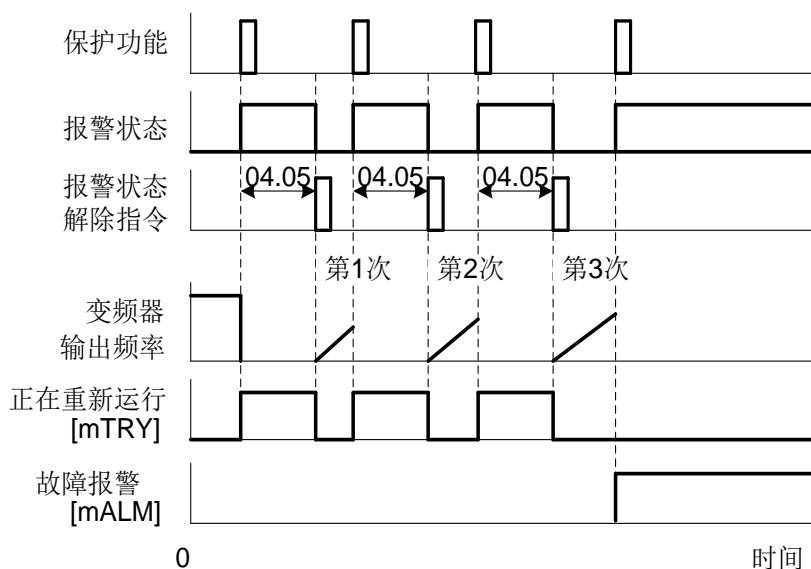 保护功能
报警状态
报警状态
解除指令
04.05
04.05
04.05
第1次
第2次
第3次
变频器
输出频率
正在重新运行
[mTRY]
故障报警
[mALM]
0
时间